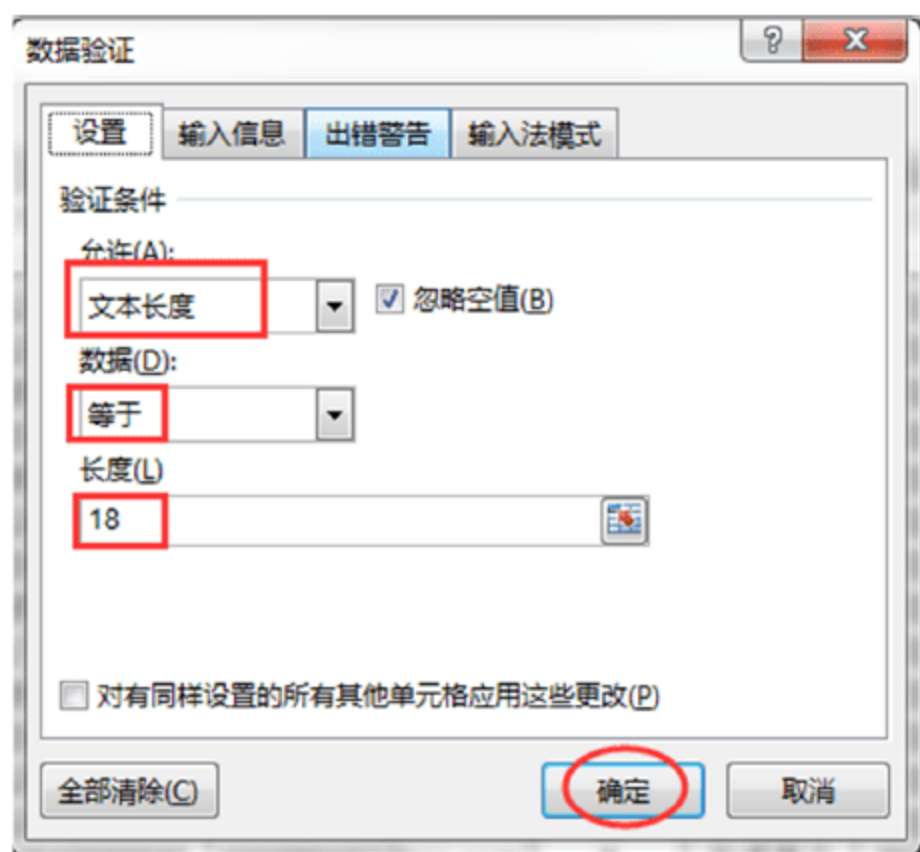 数据验证
设置 输入信息 出错警告 输入法模式
验证条件
允许(A):
文本长度 忽略空值(B)
数据(D):
等于
长度(L)
18
对有同样设置的所有其他单元格应用这些更改(P)
全部清除(C) 确定 取消